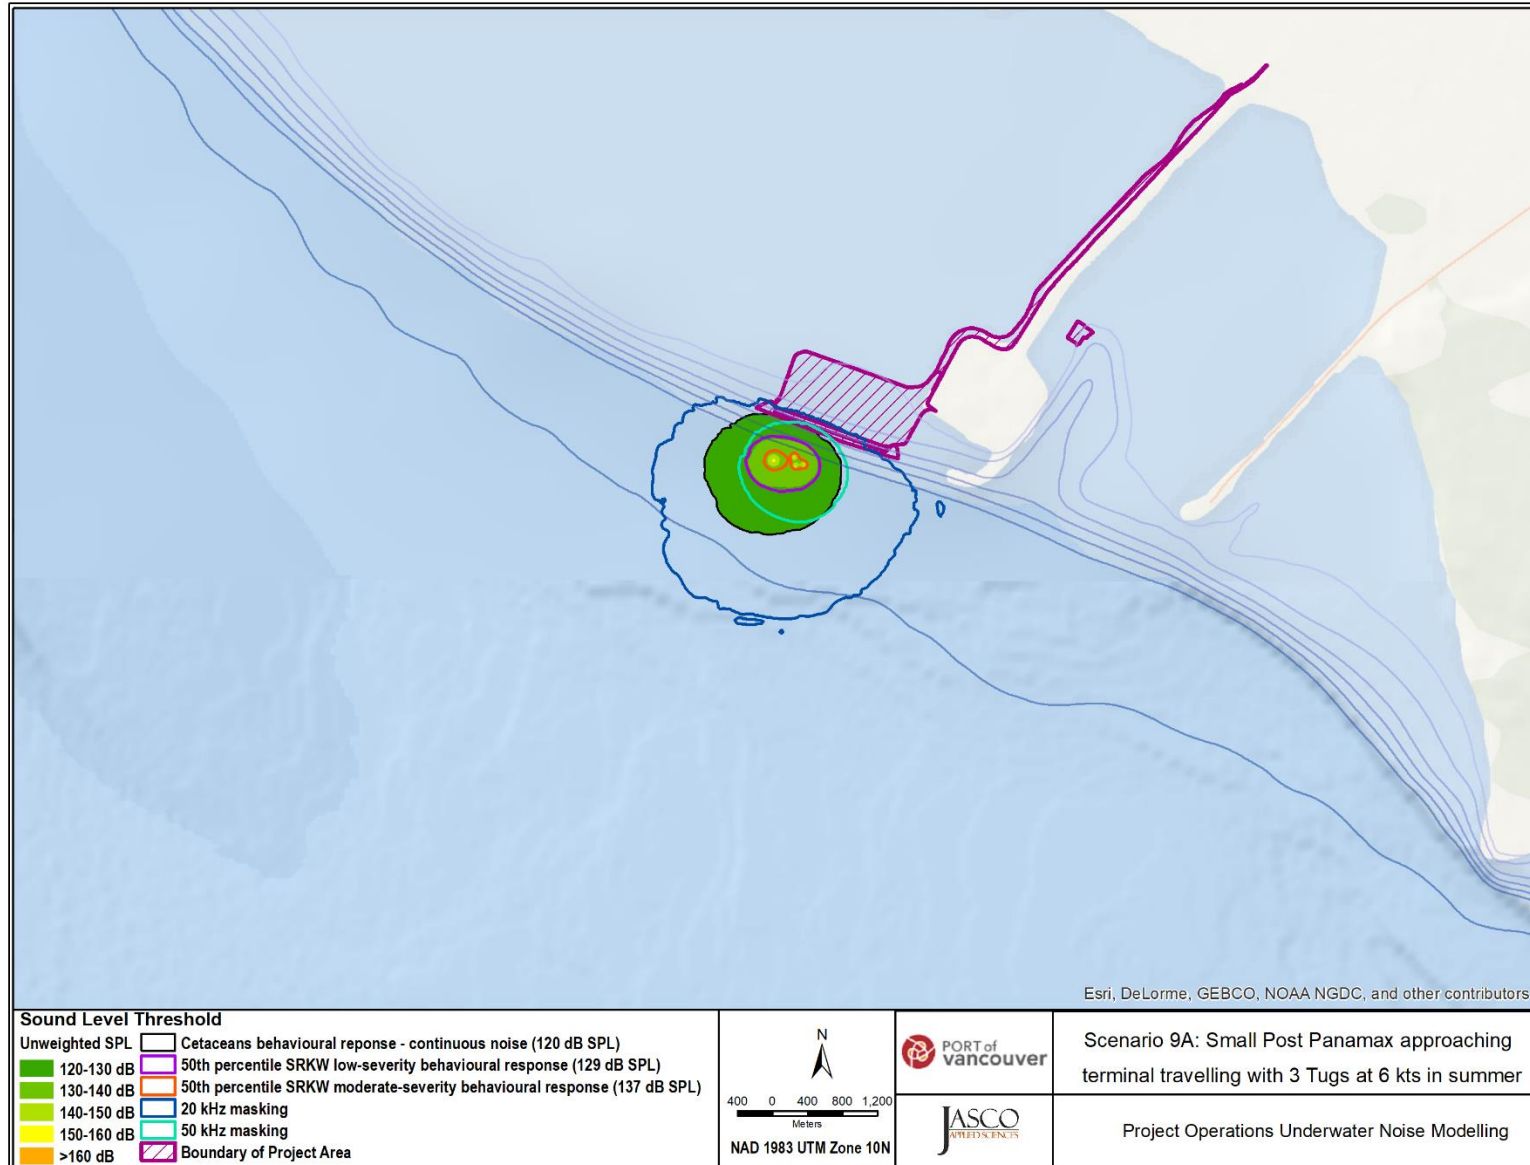 Esri, DeLorme, GEBCO, NOAA NGDC, and other contributors
Sound Level Threshold
Unweighted SPL
120-130 dB
130-140 dB
140-150 dB
150-160 dB
>160 dB
Cetaceans behavioural reponse - continuous noise (120 dB SPL)
50th percentile SRKW low-severity behavioural response (129 dB SPL)
50th percentile SRKW moderate-severity behavioural response (137 dB SPL)
20 kHz masking
50 kHz masking
Boundary of Project Area
N
400 0 400 800 1,200
Meters
NAD 1983 UTM Zone 10N
PORT of
vancouver
JASCO
APPLIED SCIENCES
Scenario 9A: Small Post Panamax approaching
terminal travelling with 3 Tugs at 6 kts in summer
Project Operations Underwater Noise Modelling